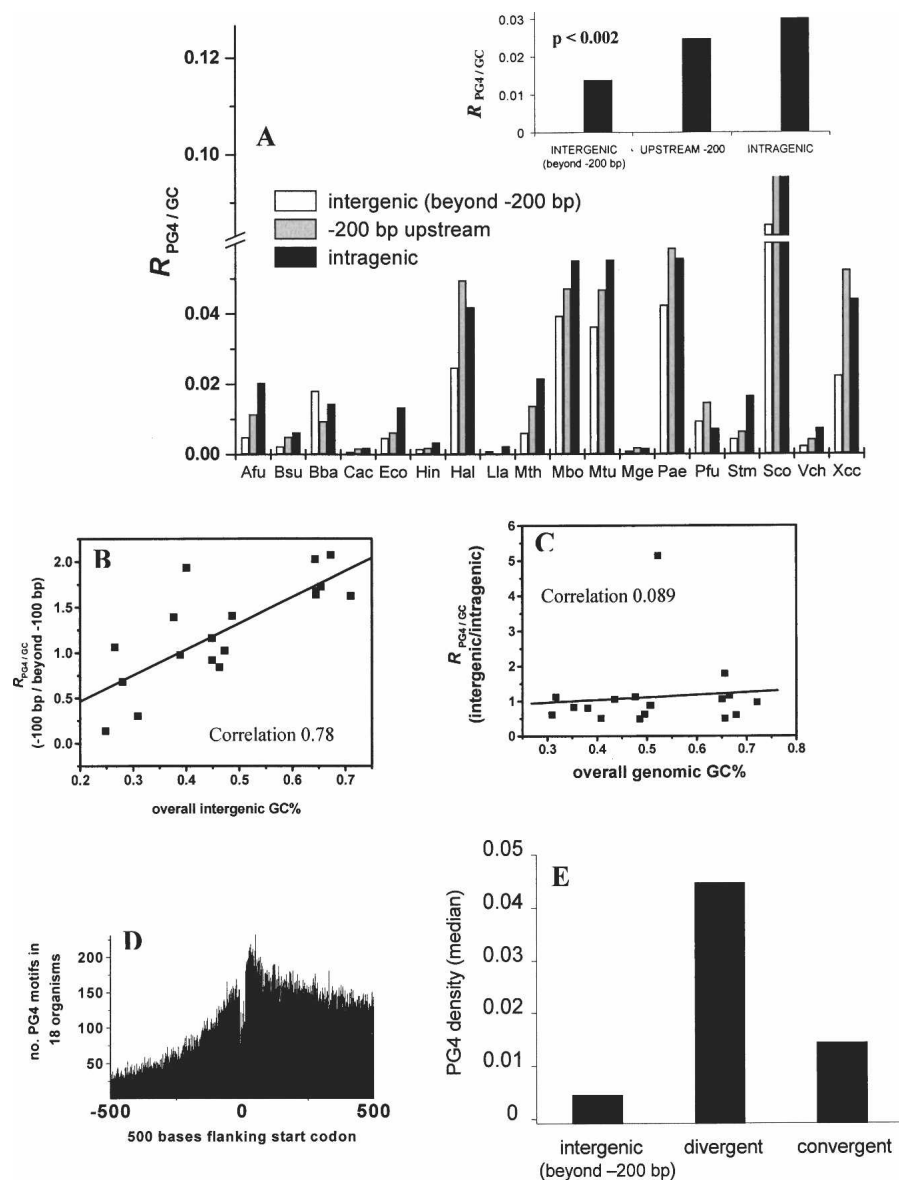 0.12
0.10
0.04
0.02
0.00
R PG4 / GC
A
intergenic (beyond -200 bp)
-200 bp upstream
intragenic
Afu Bsu Bba Cac Eco Hin Hal Lla Mth Mbo Mtu Mge Pae Pfu Stm Sco Vch Xcc
0.03
0.02
0.01
0
R PG4 / GC
p < 0.002
INTERGENIC (beyond -200 bp)
UPSTREAM -200
INTRAGENIC
B
2.0
1.5
1.0
0.5
0.0
R PG4 / GC
(-100 bp / beyond -100 bp)
Correlation 0.78
0.2 0.3 0.4 0.5 0.6 0.7
overall intergenic GC%
C
6
5
4
3
2
1
0
R PG4 / GC
(intergenic/intragenic)
Correlation 0.089
0.3 0.4 0.5 0.6 0.7 0.8
overall genomic GC%
D
200
150
100
50
no. PG4 motifs in
18 organisms
-500 0 500
500 bases flanking start codon
E
0.05
0.04
0.03
0.02
0.01
0
PG4 density (median)
intergenic
(beyond –200 bp)
divergent
convergent